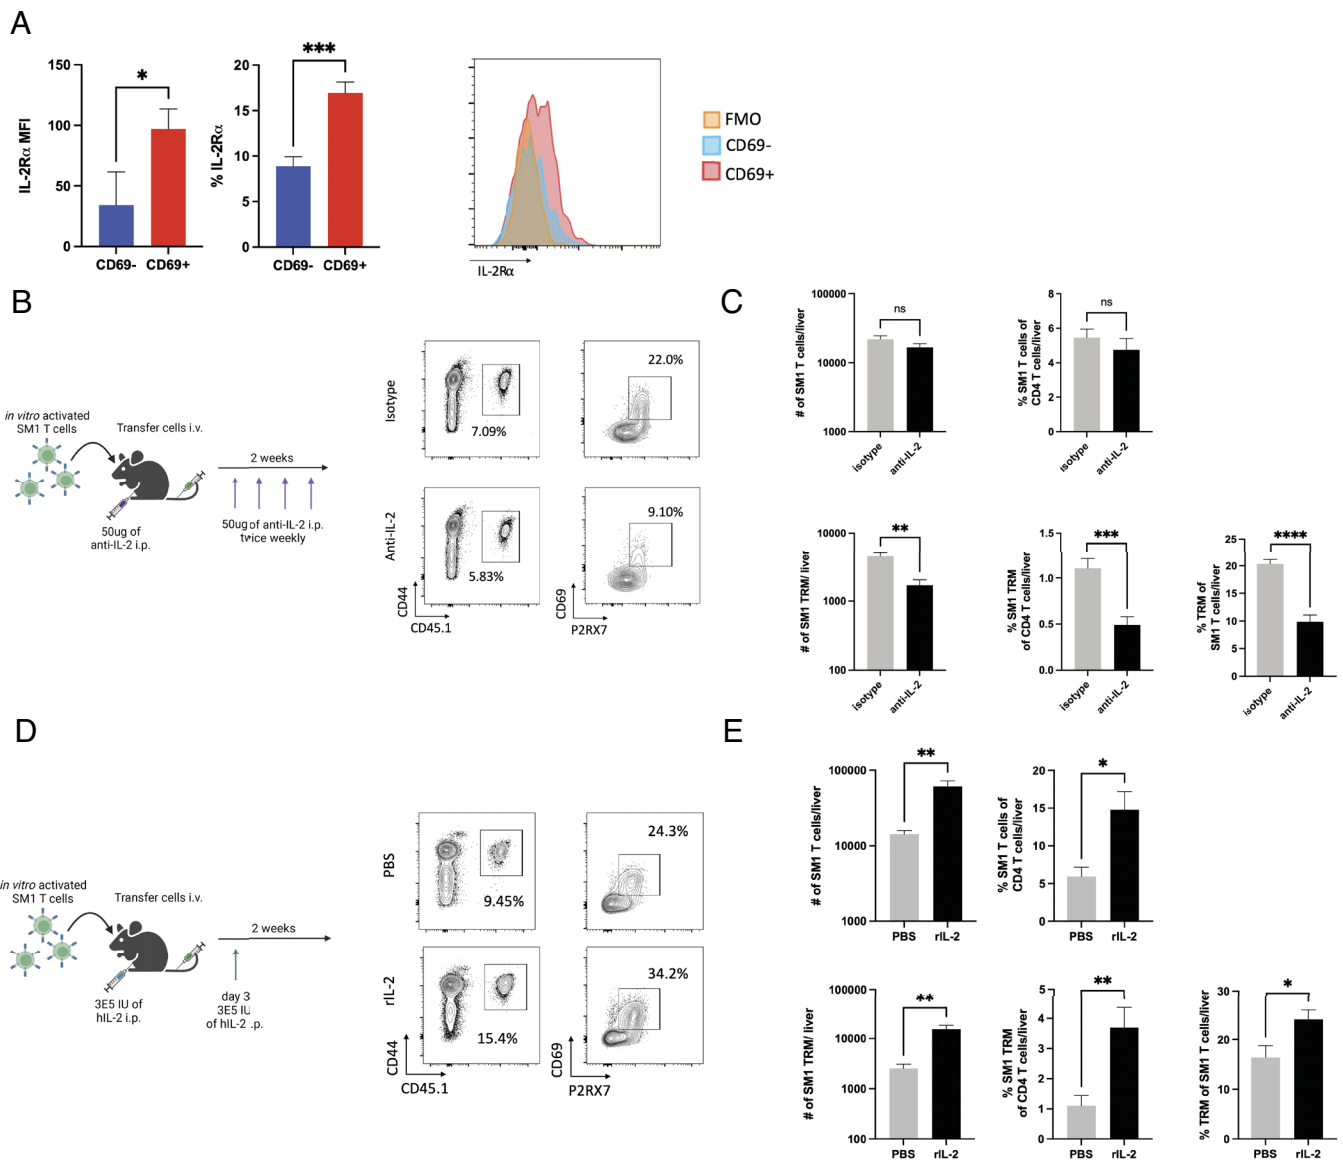 A
IL-2Rα MFI
150
100
50
0
*
CD69- CD69+
% IL-2Rα
20
15
10
5
0
***
CD69- CD69+
IL-2Rα
FMO
CD69-
CD69+
B
in vitro activated
SM1 T cells
Transfer cells i.v.
2 weeks
50ug of
anti-IL-2 i.p.
50ug of anti-IL-2 i.p.
twice weekly
Isotype
7.09%
22.0%
Anti-IL-2
5.83%
9.10%
CD44
CD45.1
CD69
P2RX7
C
# of SM1 T cells/liver
100000
10000
1000
ns
isotype
anti-IL-2
% SM1 T cells of
CD4 T cells/liver
8
6
4
2
0
ns
isotype
anti-IL-2
# of SM1 TRM/ liver
10000
1000
100
**
isotype
anti-IL-2
% SM1 TRM
of CD4 T cells/liver
1.5
1.0
0.5
0.0
***
isotype
anti-IL-2
% TRM of
SM1 T cells/liver
25
20
15
10
5
0
****
isotype
anti-IL-2
D
in vitro activated
SM1 T cells
Transfer cells i.v.
2 weeks
3E5 IU of
hIL-2 i.p.
day 3
3E5 IU
of hIL-2 .p.
PBS
9.45%
24.3%
rIL-2
15.4%
34.2%
CD44
CD45.1
CD69
P2RX7
E
# of SM1 T cells/liver
100000
10000
1000
**
PBS rIL-2
% SM1 T cells of
CD4 T cells/liver
20
15
10
5
0
*
PBS rIL-2
# of SM1 TRM/ liver
100000
10000
1000
100
**
PBS rIL-2
% SM1 TRM
of CD4 T cells/liver
5
4
3
2
1
0
**
PBS rIL-2
% TRM of SM1 T cells/liver
30
20
10
0
*
PBS rIL-2